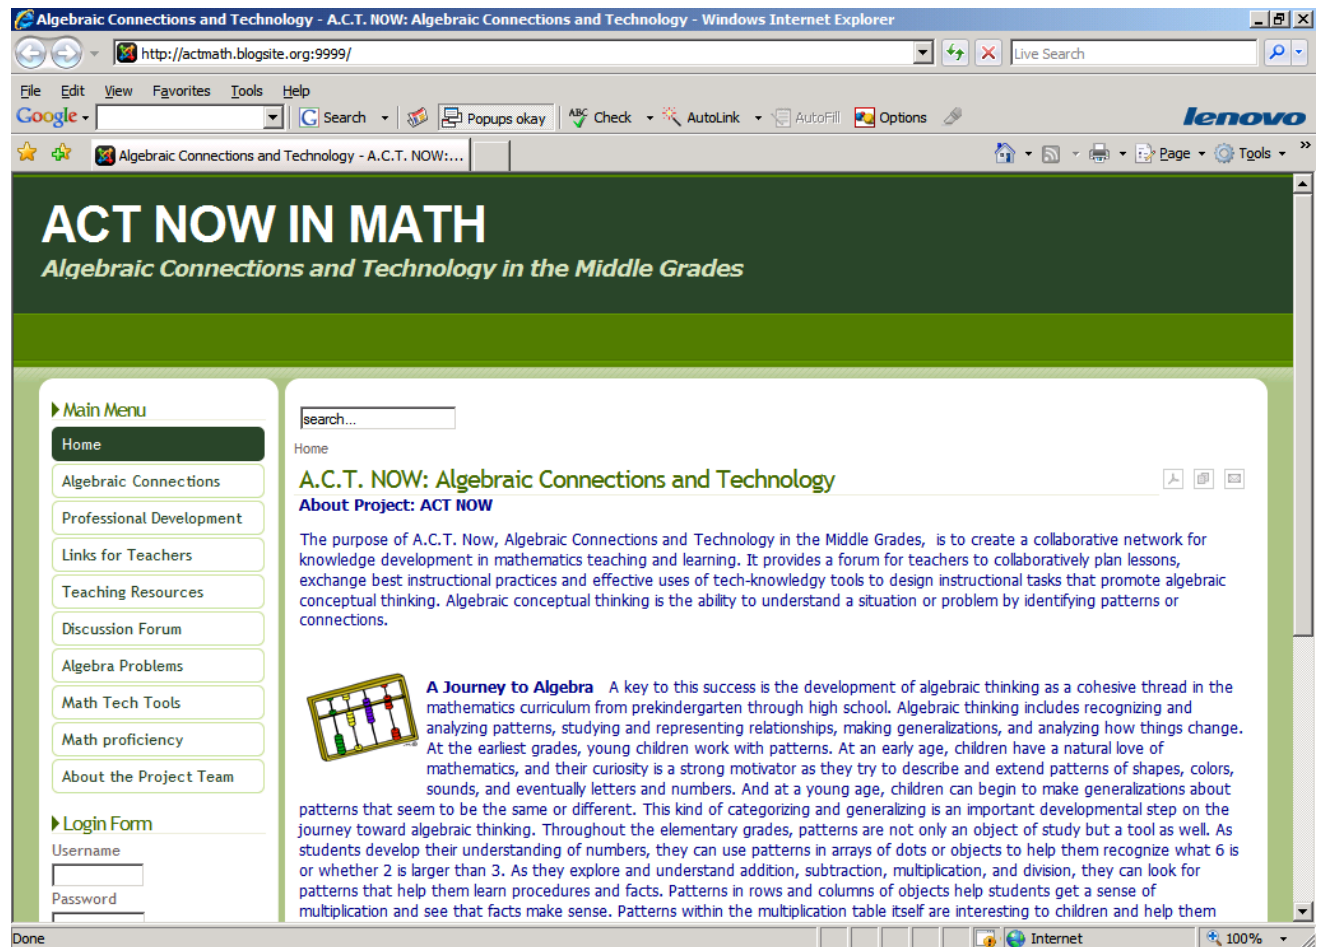 Algebraic Connections and Technology - A.C.T. NOW: Algebraic Connections and Technology - Windows Internet Explorer
http://actmath.blogsite.org:9999/
Live Search
File Edit View Favorites Tools Help
Google Search Popups okay ABC Check AutoLink AutoFill Options lenovo
Algebraic Connections and Technology - A.C.T. NOW:... Page Tools »
ACT NOW IN MATH
Algebraic Connections and Technology in the Middle Grades
Main Menu
Home
Algebraic Connections
Professional Development
Links for Teachers
Teaching Resources
Discussion Forum
Algebra Problems
Math Tech Tools
Math proficiency
About the Project Team
Login Form
Username
Password
search...
Home
A.C.T. NOW: Algebraic Connections and Technology
About Project: ACT NOW
The purpose of A.C.T. Now, Algebraic Connections and Technology in the Middle Grades, is to create a collaborative network for
knowledge development in mathematics teaching and learning. It provides a forum for teachers to collaboratively plan lessons,
exchange best instructional practices and effective uses of tech-knowledgy tools to design instructional tasks that promote algebraic
conceptual thinking. Algebraic conceptual thinking is the ability to understand a situation or problem by identifying patterns or
connections.
A Journey to Algebra A key to this success is the development of algebraic thinking as a cohesive thread in the
mathematics curriculum from prekindergarten through high school. Algebraic thinking includes recognizing and
analyzing patterns, studying and representing relationships, making generalizations, and analyzing how things change.
At the earliest grades, young children work with patterns. At an early age, children have a natural love of
mathematics, and their curiosity is a strong motivator as they try to describe and extend patterns of shapes, colors,
sounds, and eventually letters and numbers. And at a young age, children can begin to make generalizations about
patterns that seem to be the same or different. This kind of categorizing and generalizing is an important developmental step on the
journey toward algebraic thinking. Throughout the elementary grades, patterns are not only an object of study but a tool as well. As
students develop their understanding of numbers, they can use patterns in arrays of dots or objects to help them recognize what 6 is
or whether 2 is larger than 3. As they explore and understand addition, subtraction, multiplication, and division, they can look for
patterns that help them learn procedures and facts. Patterns in rows and columns of objects help students get a sense of
multiplication and see that facts make sense. Patterns within the multiplication table itself are interesting to children and help them
Done Internet 100%